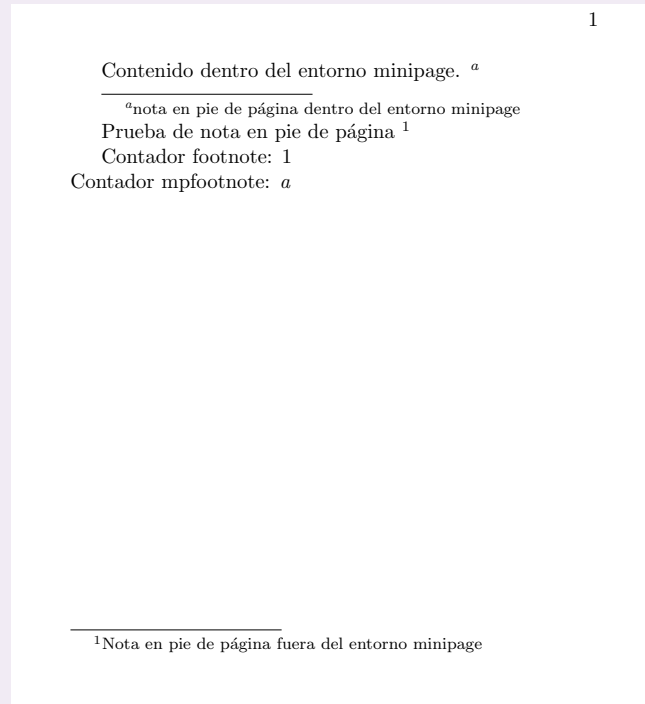 1
Contenido dentro del entorno minipage. a
anota en pie de página dentro del entorno minipage
Prueba de nota en pie de página 1
Contador footnote: 1
Contador mpfootnote: a
1Nota en pie de página fuera del entorno minipage